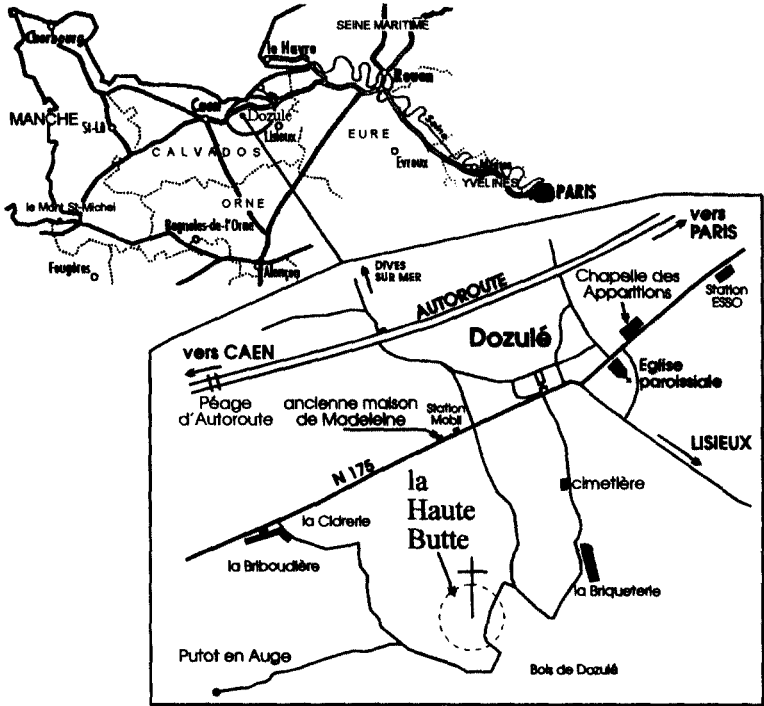 SEINE MARITIME
Cherbourg
le Havre
Rouen
Caen
Dozulé
MANCHE
St-Lô
Lisieux
EURE
Seine
CALVADOS
Evreux
YVELINES
PARIS
ORNE
le Mont St-Michel
Bagnoles-de-l'Orne
Fougères
Alençon
vers
PARIS
DIVES
SUR MER
Chapelle des
Apparitions
Station
ESSO
AUTOROUTE
Dozulé
vers CAEN
Eglise
paroissiale
Péage
d'Autoroute
ancienne maison
de Madeleine
Station
Mobil
LISIEUX
N 175
la
Haute
Butte
cimetière
la Cidrerie
la Briboudière
la Briqueterie
Putot en Auge
Bois de Dozulé